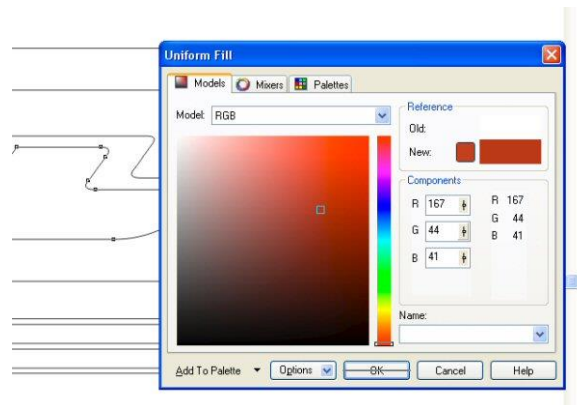 Uniform Fill
Models Mixers Palettes
Model: RGB
Reference
Old:
New:
Components
R 167 R 167
G 44 G 44
B 41 B 41
Name:
Add To Palette Options OK Cancel Help